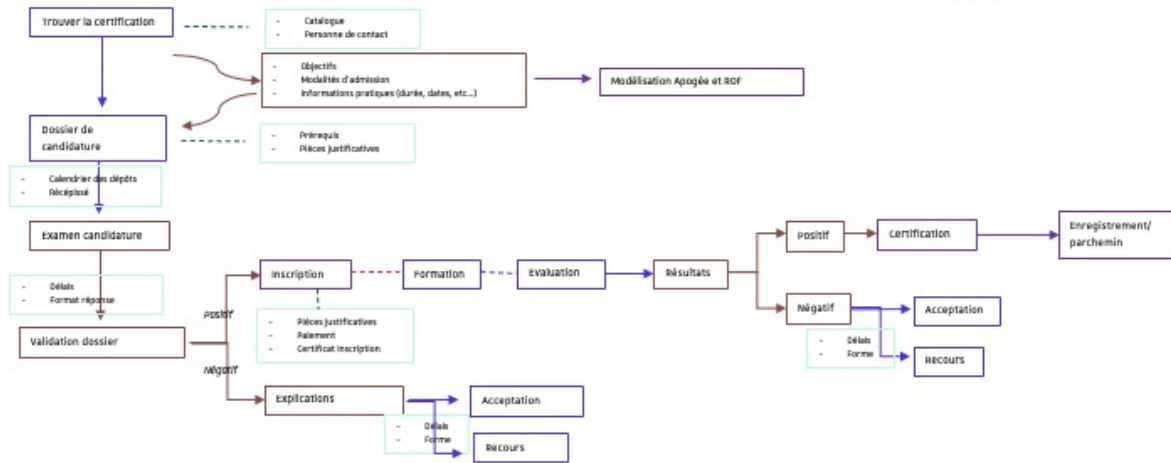 Trouver la certification
- Catalogue
- Personne de contact
- Objectifs
- Modalités d'admission
- Informations pratiques (durée, dates, etc...)
Modélisation Apogée et ROF
Dossier de
candidature
- Prérequis
- Pièces justificatives
- Calendrier des dépôts
- Récépissé
Examen candidature
- Délais
- Format réponse
Validation dossier
Positif
Négatif
Inscription
- Pièces justificatives
- Paiement
- Certificat inscription
Formation
Evaluation
Résultats
Positif
Certification
Enregistrement/
parchemin
Négatif
- Délais
- Forme
Acceptation
Recours
Explications
- Délais
- Forme
Acceptation
Recours